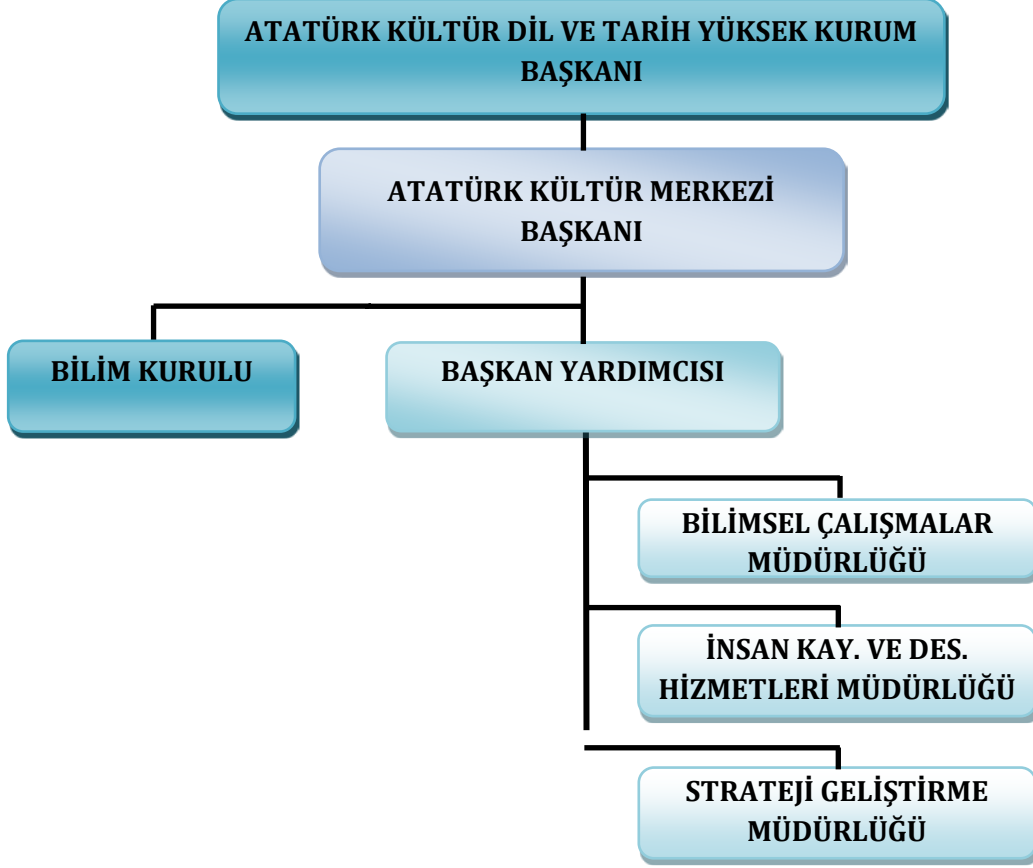 ATATÜRK KÜLTÜR DİL VE TARİH YÜKSEK KURUM
BAŞKANI
ATATÜRK KÜLTÜR MERKEZİ
BAŞKANI
BİLİM KURULU
BAŞKAN YARDIMCISI
BİLİMSEL ÇALIŞMALAR
MÜDÜRLÜĞÜ
İNSAN KAY. VE DES.
HİZMETLERİ MÜDÜRLÜĞÜ
STRATEJİ GELİŞTİRME
MÜDÜRLÜĞÜ